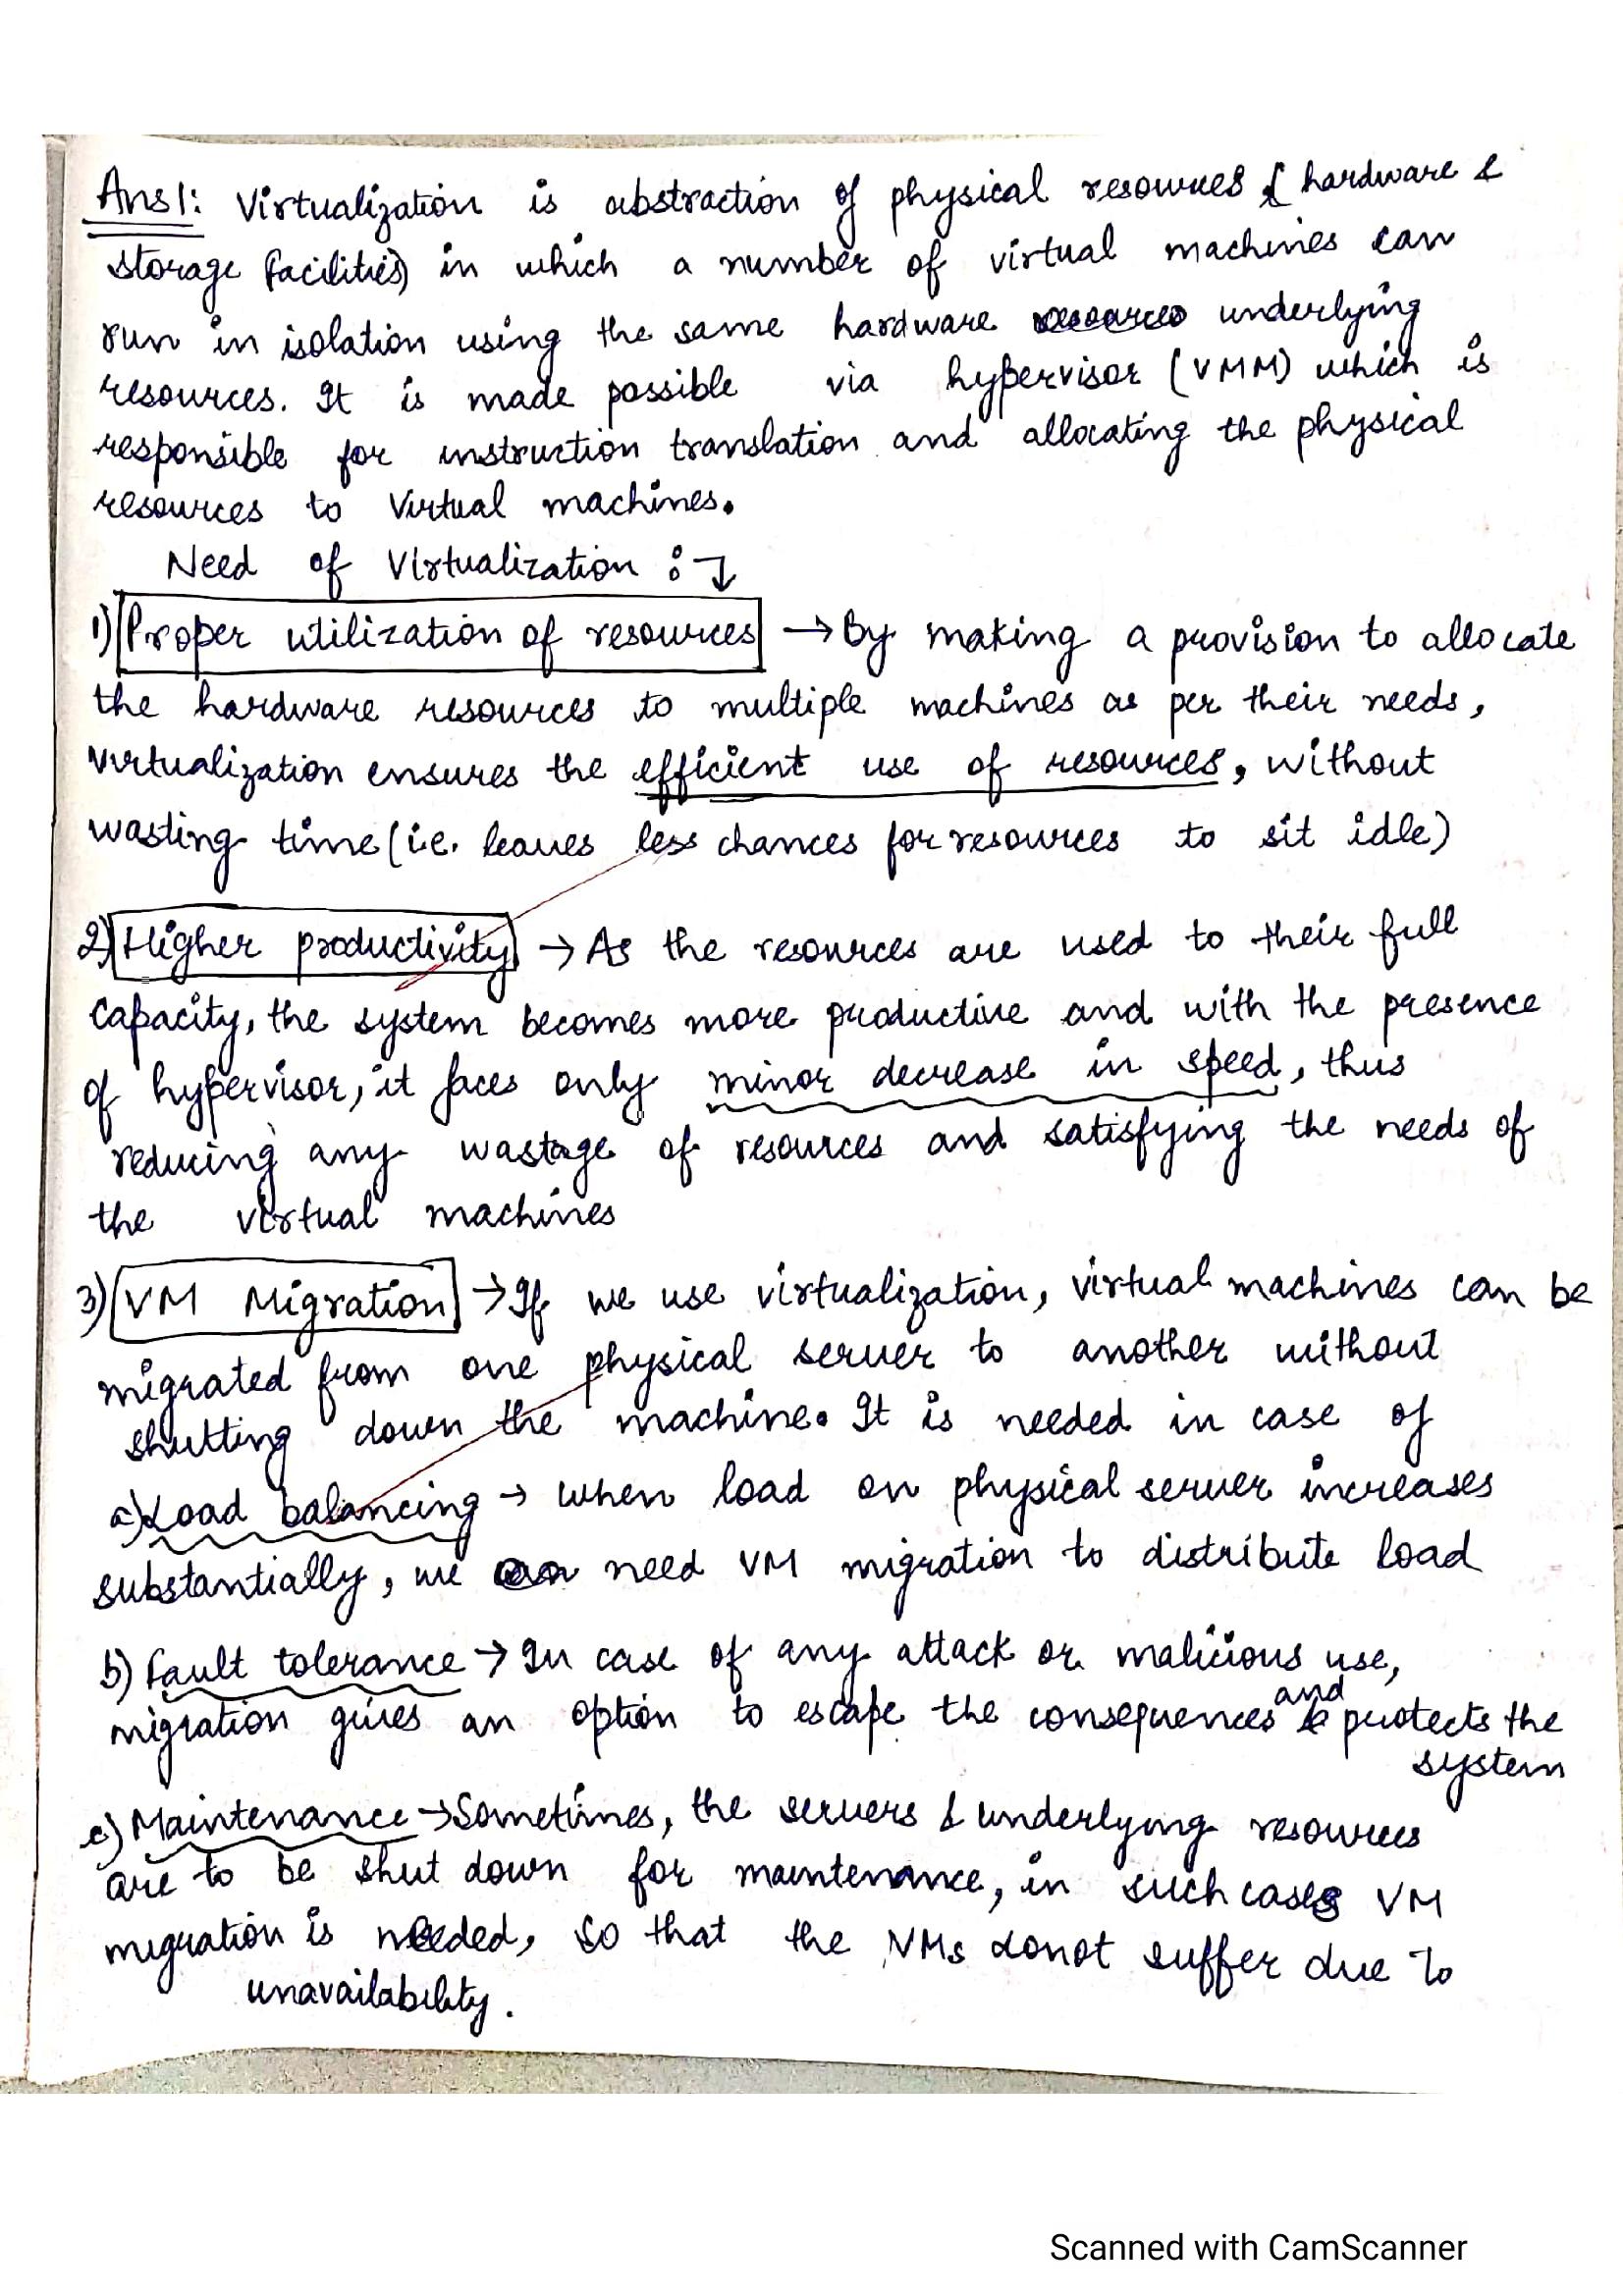 Ans1: Virtualization is abstraction of physical resources ( hardware &
storage facilities) in which a number of virtual machines can
run in isolation using the same hardware underlying
resources. It is made possible via hypervisor (VMM) which is
responsible for instruction translation and allocating the physical
resources to Virtual machines.
Need of Virtualization :↴
1) Proper utilization of resources → By making a provision to allocate
the hardware resources to multiple machines as per their needs,
virtualization ensures the efficient use of resources, without
wasting time (i.e. leaves less chances for resources to sit idle)
2) Higher productivity → As the resources are used to their full
capacity, the system becomes more productive and with the presence
of hypervisor, it faces only minor decrease in speed, thus
reducing any wastage of resources and satisfying the needs of
the virtual machines
3) VM Migration → If we use virtualization, virtual machines can be
migrated from one physical server to another without
shutting down the machine. It is needed in case of
a) Load balancing → when load on physical server increases
substantially, we need VM migration to distribute load
b) Fault tolerance → In case of any attack or malicious use,
migration gives an option to escape the consequences and protects the
system
c) Maintenance → Sometimes, the servers & underlying resources
are to be shut down for maintenance, in such cases VM
migration is needed, so that the VMs donot suffer due to
unavailability.
Scanned with CamScanner